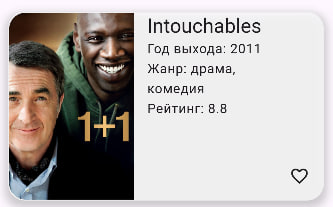 Intouchables
Год выхода: 2011
Жанр: драма,
комедия
Рейтинг: 8.8
1+1